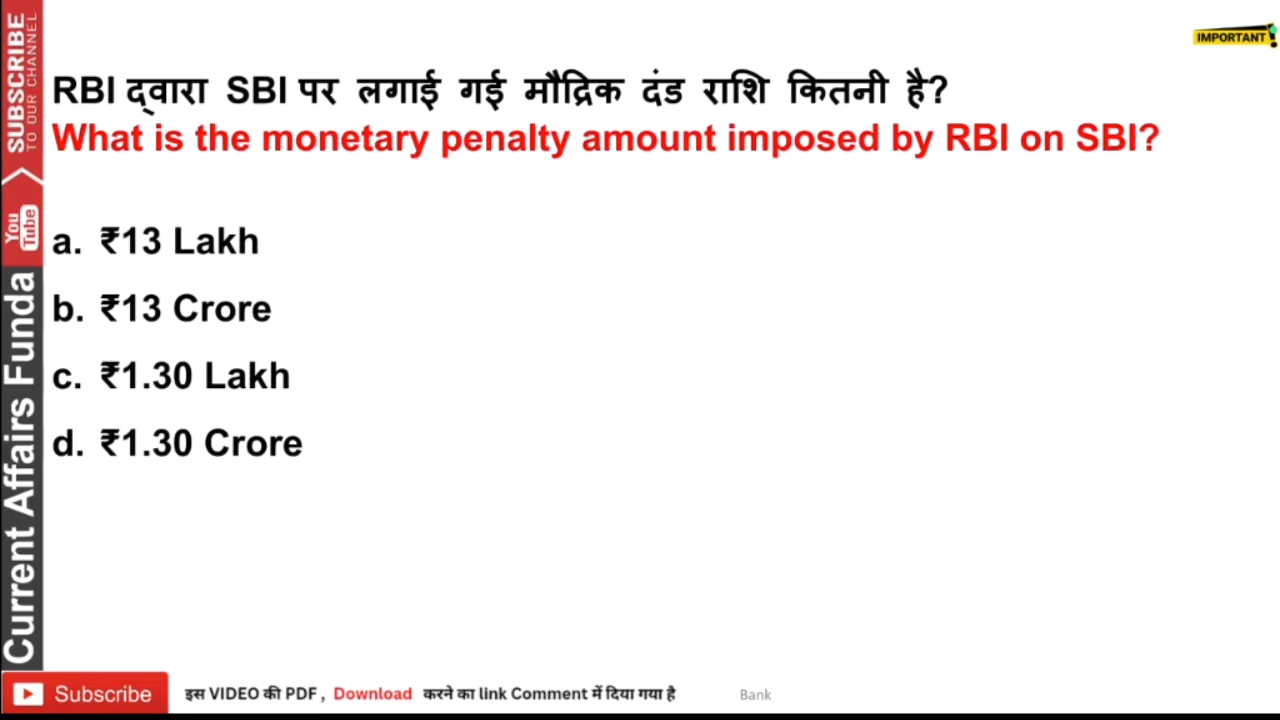 IMPORTANT
RBI द्वारा SBI पर लगाई गई मौद्रिक दंड राशि कितनी है?
What is the monetary penalty amount imposed by RBI on SBI?
a. ₹13 Lakh
b. ₹13 Crore
c. ₹1.30 Lakh
d. ₹1.30 Crore
SUBSCRIBE
TO OUR CHANNEL
You
Tube
Current Affairs Funda
Subscribe
इस VIDEO की PDF, Download करने का link Comment में दिया गया है
Bank